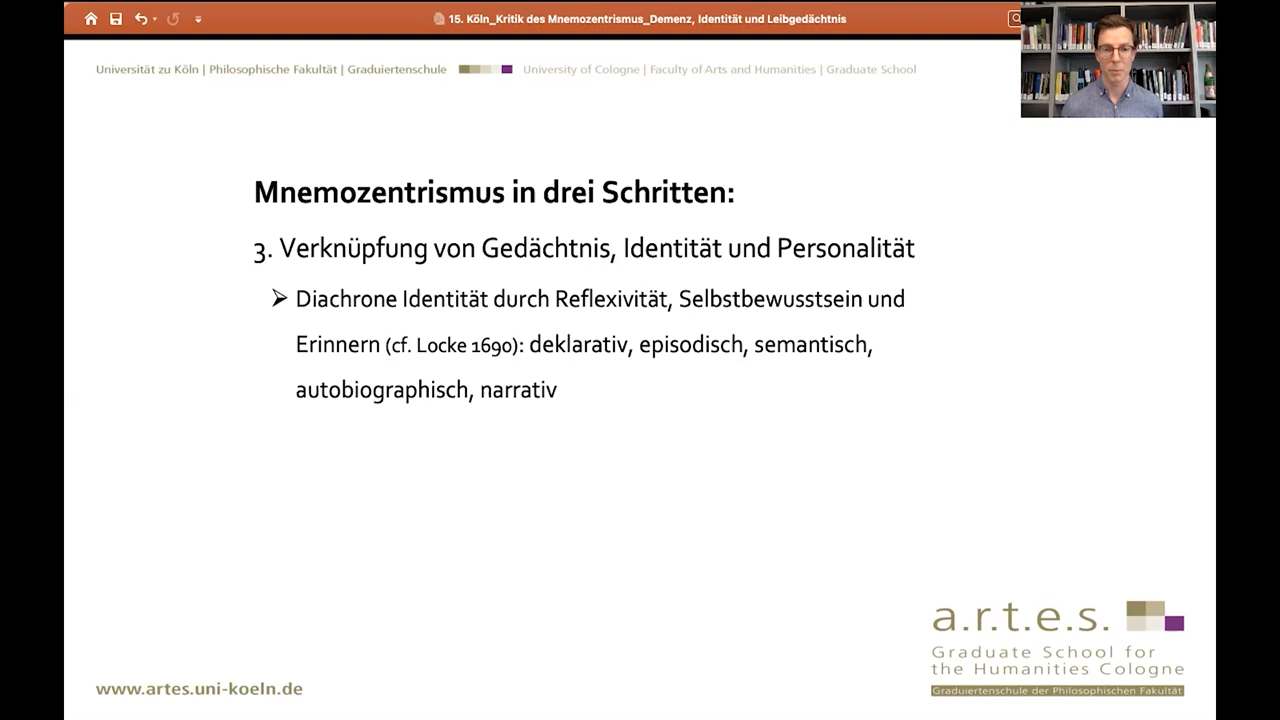 15. Köln_Kritik des Mnemozentrismus_Demenz, Identität und Leibgedächtnis
Universität zu Köln | Philosophische Fakultät | Graduiertenschule
University of Cologne | Faculty of Arts and Humanities | Graduate School
Mnemozentrismus in drei Schritten:
3. Verknüpfung von Gedächtnis, Identität und Personalität
➢ Diachrone Identität durch Reflexivität, Selbstbewusstsein und
Erinnern (cf. Locke 1690): deklarativ, episodisch, semantisch,
autobiographisch, narrativ
a.r.t.e.s.
Graduate School for
the Humanities Cologne
Graduiertenschule der Philosophischen Fakultät
www.artes.uni-koeln.de